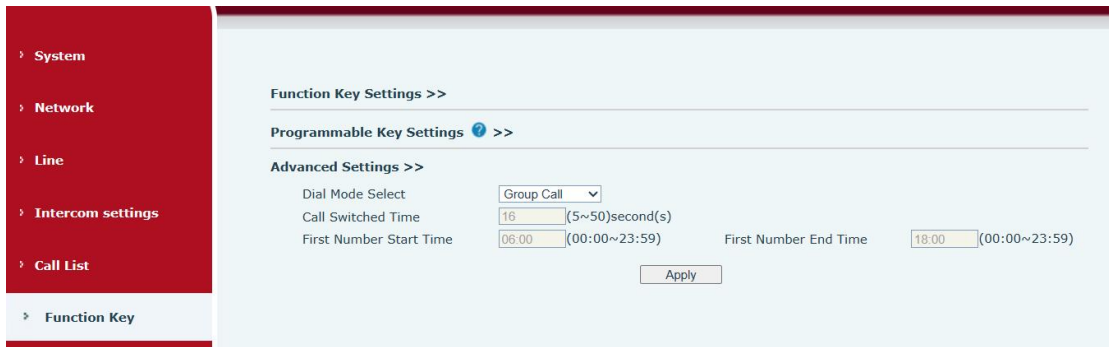 System
Network
Line
Intercom settings
Call List
Function Key
Function Key Settings >>
Programmable Key Settings ? >>
Advanced Settings >>
Dial Mode Select Group Call
Call Switched Time 16 (5~50)second(s)
First Number Start Time 06:00 (00:00~23:59) First Number End Time 18:00 (00:00~23:59)
Apply